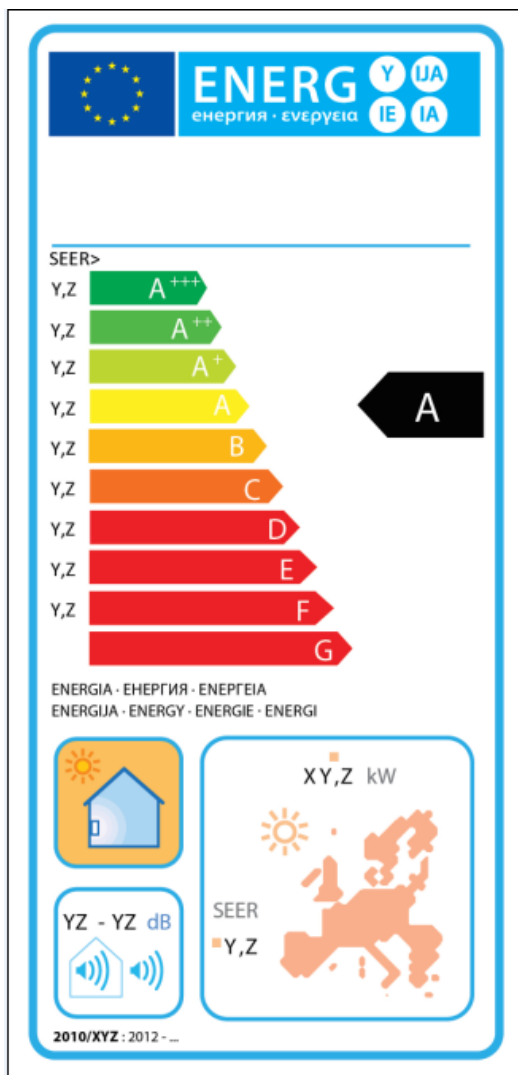 ENERG Y IJA
енергия · ενεργεια IE IA
SEER>
Y,Z A+++
Y,Z A++
Y,Z A+
Y,Z A
A
Y,Z B
Y,Z C
Y,Z D
Y,Z E
Y,Z F
G
ENERGIA · ЕНЕРГИЯ · ΕΝΕΡΓΕΙΑ
ENERGIJA · ENERGY · ENERGIE · ENERGI
XY,Z kW
SEER
Y,Z
YZ - YZ dB
2010/XYZ : 2012 - ...